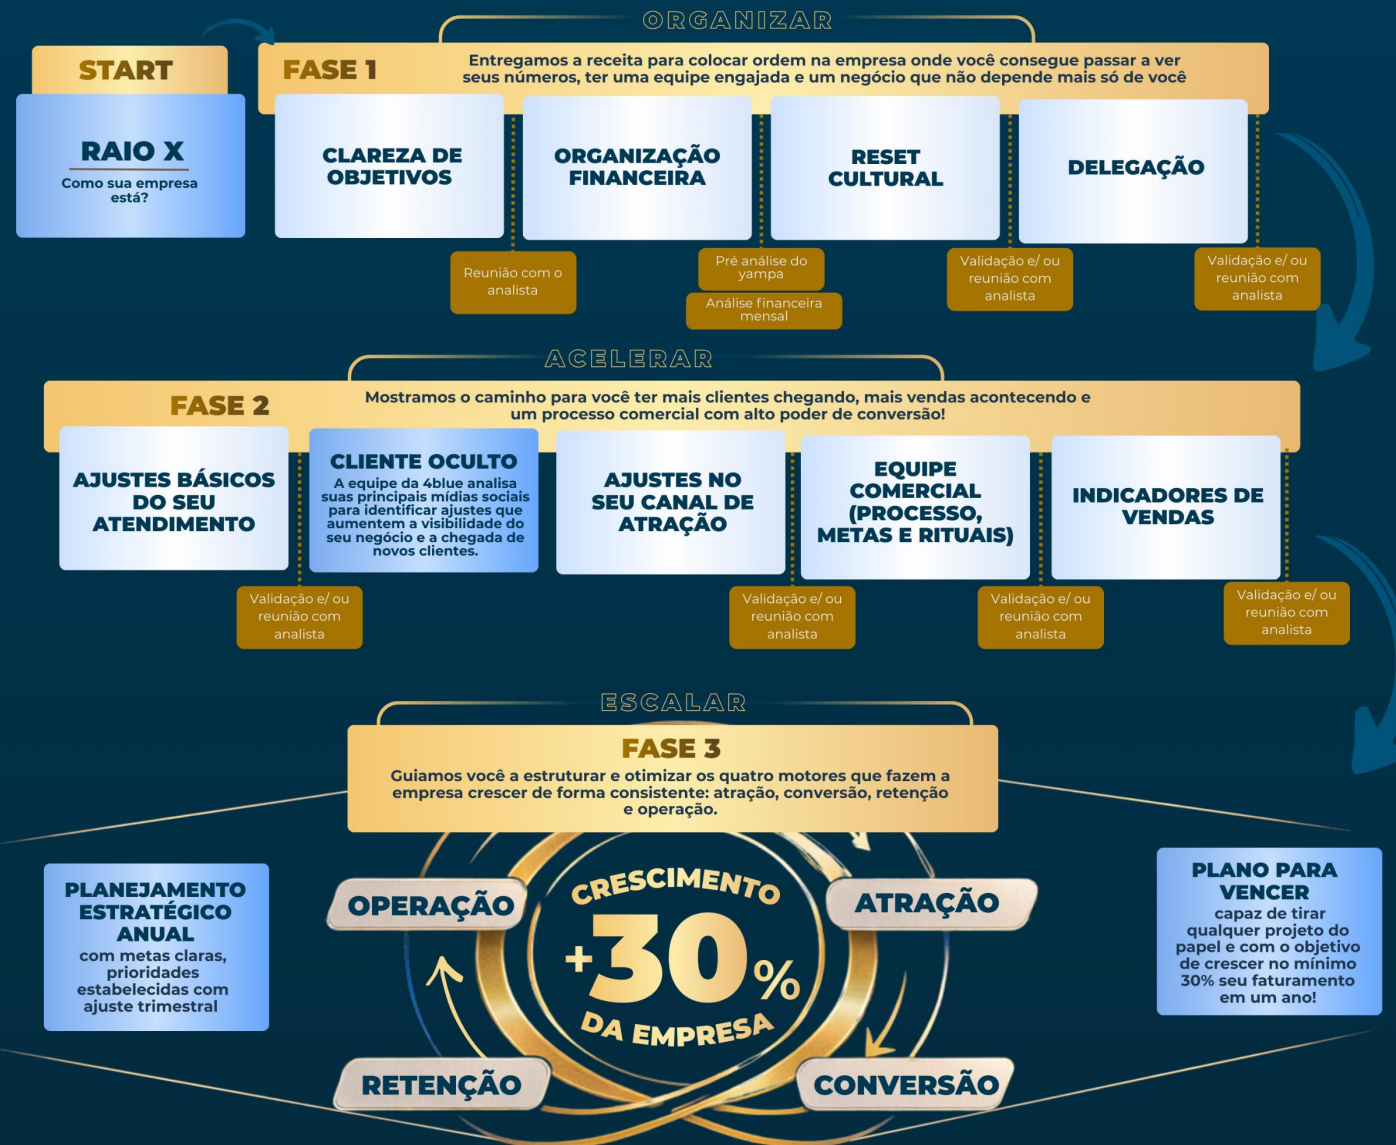 ORGANIZAR
START
FASE 1
Entregamos a receita para colocar ordem na empresa onde você consegue passar a ver
seus números, ter uma equipe engajada e um negócio que não depende mais só de você
RAIO X
Como sua empresa
está?
CLAREZA DE
OBJETIVOS
ORGANIZAÇÃO
FINANCEIRA
RESET
CULTURAL
DELEGAÇÃO
Reunião com o
analista
Pré análise do
yampa
Análise financeira
mensal
Validação e/ ou
reunião com
analista
Validação e/ ou
reunião com
analista
ACELERAR
FASE 2
Mostramos o caminho para você ter mais clientes chegando, mais vendas acontecendo e
um processo comercial com alto poder de conversão!
AJUSTES BÁSICOS
DO SEU
ATENDIMENTO
CLIENTE OCULTO
A equipe da 4blue analisa
suas principais mídias sociais
para identificar ajustes que
aumentem a visibilidade do
seu negócio e a chegada de
novos clientes.
AJUSTES NO
SEU CANAL DE
ATRAÇÃO
EQUIPE
COMERCIAL
(PROCESSO,
METAS E RITUAIS)
INDICADORES DE
VENDAS
Validação e/ ou
reunião com
analista
Validação e/ ou
reunião com
analista
Validação e/ ou
reunião com
analista
Validação e/ ou
reunião com
analista
ESCALAR
FASE 3
Guiamos você a estruturar e otimizar os quatro motores que fazem a
empresa crescer de forma consistente: atração, conversão, retenção
e operação.
PLANEJAMENTO
ESTRATÉGICO
ANUAL
com metas claras,
prioridades
estabelecidas com
ajuste trimestral
OPERAÇÃO
CRESCIMENTO
+30%
DA EMPRESA
ATRAÇÃO
RETENÇÃO
CONVERSÃO
PLANO PARA
VENCER
capaz de tirar
qualquer projeto do
papel e com o objetivo
de crescer no mínimo
30% seu faturamento
em um ano!